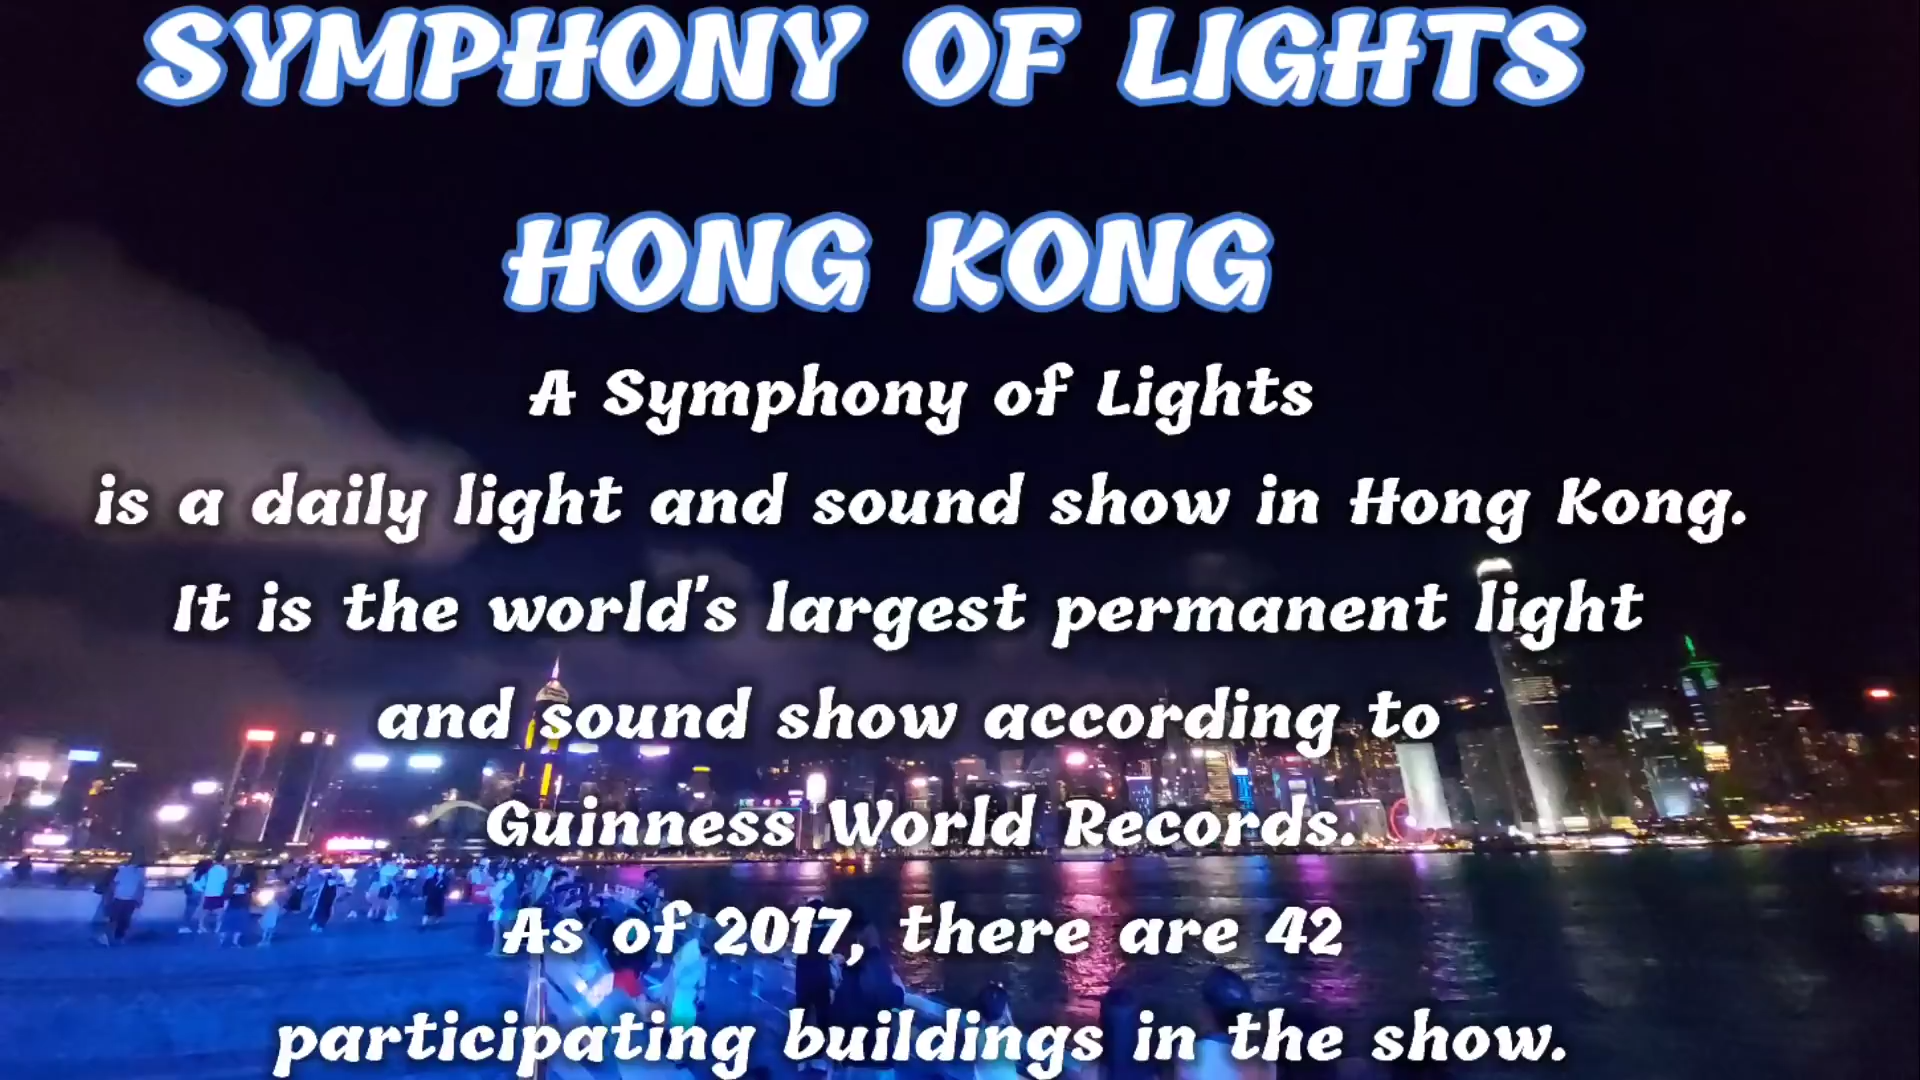 SYMPHONY OF LIGHTS
HONG KONG
A Symphony of Lights
is a daily light and sound show in Hong Kong.
It is the world's largest permanent light
and sound show according to
Guinness World Records.
As of 2017, there are 42
participating buildings in the show.